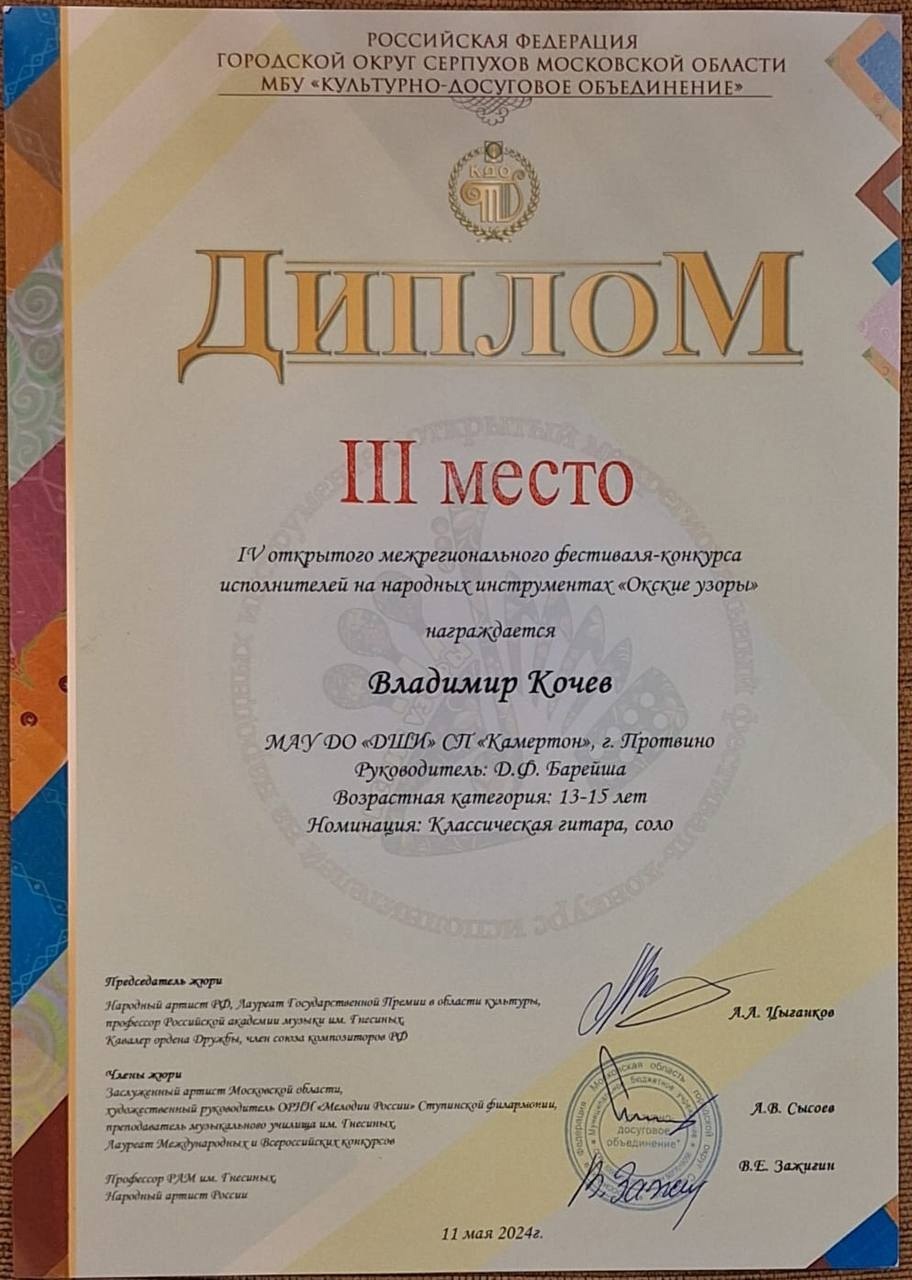 РОССИЙСКАЯ ФЕДЕРАЦИЯ
ГОРОДСКОЙ ОКРУГ СЕРПУХОВ МОСКОВСКОЙ ОБЛАСТИ
МБУ «КУЛЬТУРНО-ДОСУГОВОЕ ОБЪЕДИНЕНИЕ»
КДО
ДИПЛОМ
III место
IV открытого межрегионального фестиваля-конкурса
исполнителей на народных инструментах «Окские узоры»
награждается
Владимир Кочев
МАУ ДО «ДШИ» СП «Камертон», г. Протвино
Руководитель: Д.Ф. Барейша
Возрастная категория: 13-15 лет
Номинация: Классическая гитара, соло
Председатель жюри
Народный артист РФ, Лауреат Государственной Премии в области культуры,
профессор Российской академии музыки им. Гнесиных,
Кавалер ордена Дружбы, член союза композиторов РФ
А.А. Цыганков
Члены жюри
Заслуженный артист Московской области,
художественный руководитель ОРНИ «Мелодии России» Ступинской филармонии,
преподаватель музыкального училища им. Гнесиных,
Лауреат Международных и Всероссийских конкурсов
А.В. Сысоев
досуговое
объединение"
Профессор РАМ им. Гнесиных,
Народный артист России
В.Е. Зажигин
11 мая 2024г.